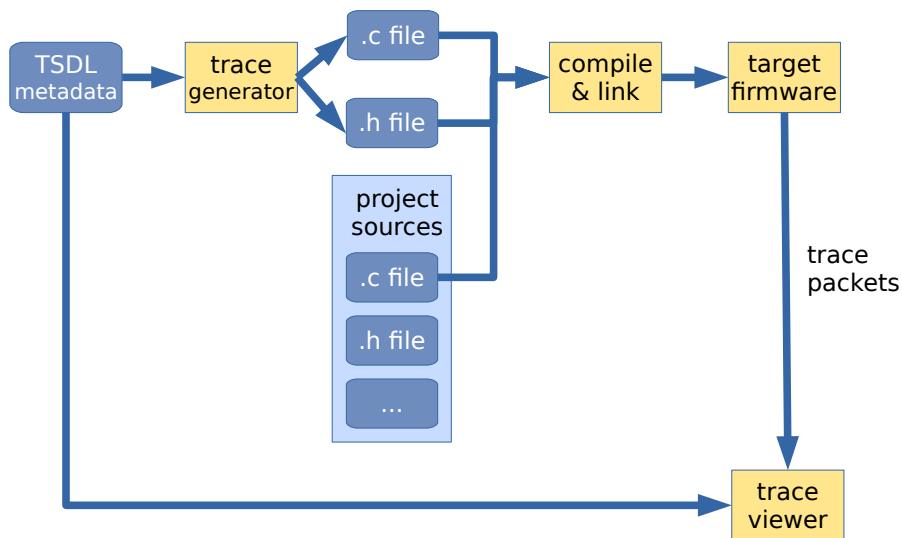 TSDL
metadata
trace
generator
.c file
.h file
compile
& link
target
firmware
project
sources
.c file
.h file
...
trace
packets
trace
viewer